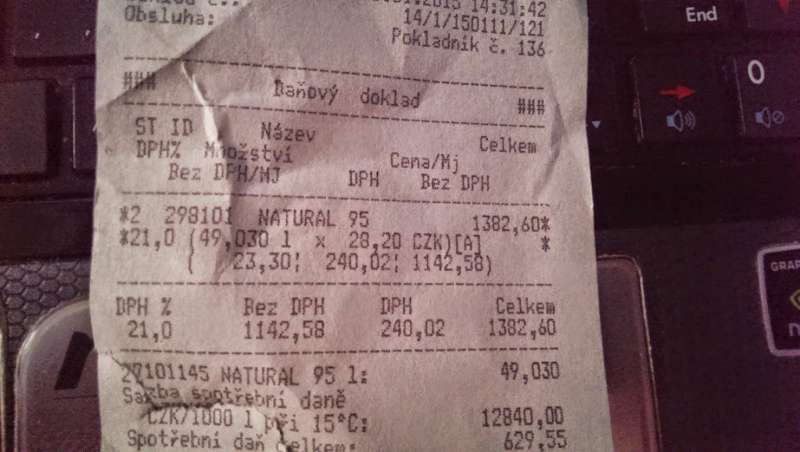 14:31:42
Obsluha: 14/1/150111/121
Pokladník č. 136
### Daňový doklad ###
ST ID Název Celkem
DPH% Množství Cena/Mj
Bez DPH/MJ DPH Bez DPH
*2 298101 NATURAL 95 1382,60*
*21,0 (49,030 l x 28,20 CZK)[A] *
( 23,30¦ 240,02¦ 1142,58)
DPH % Bez DPH DPH Celkem
21,0 1142,58 240,02 1382,60
27101145 NATURAL 95 l: 49,030
Sazba spotřební daně
CZK/1000 l při 15°C: 12840,00
Spotřební daň celkem: 629,55
End
0